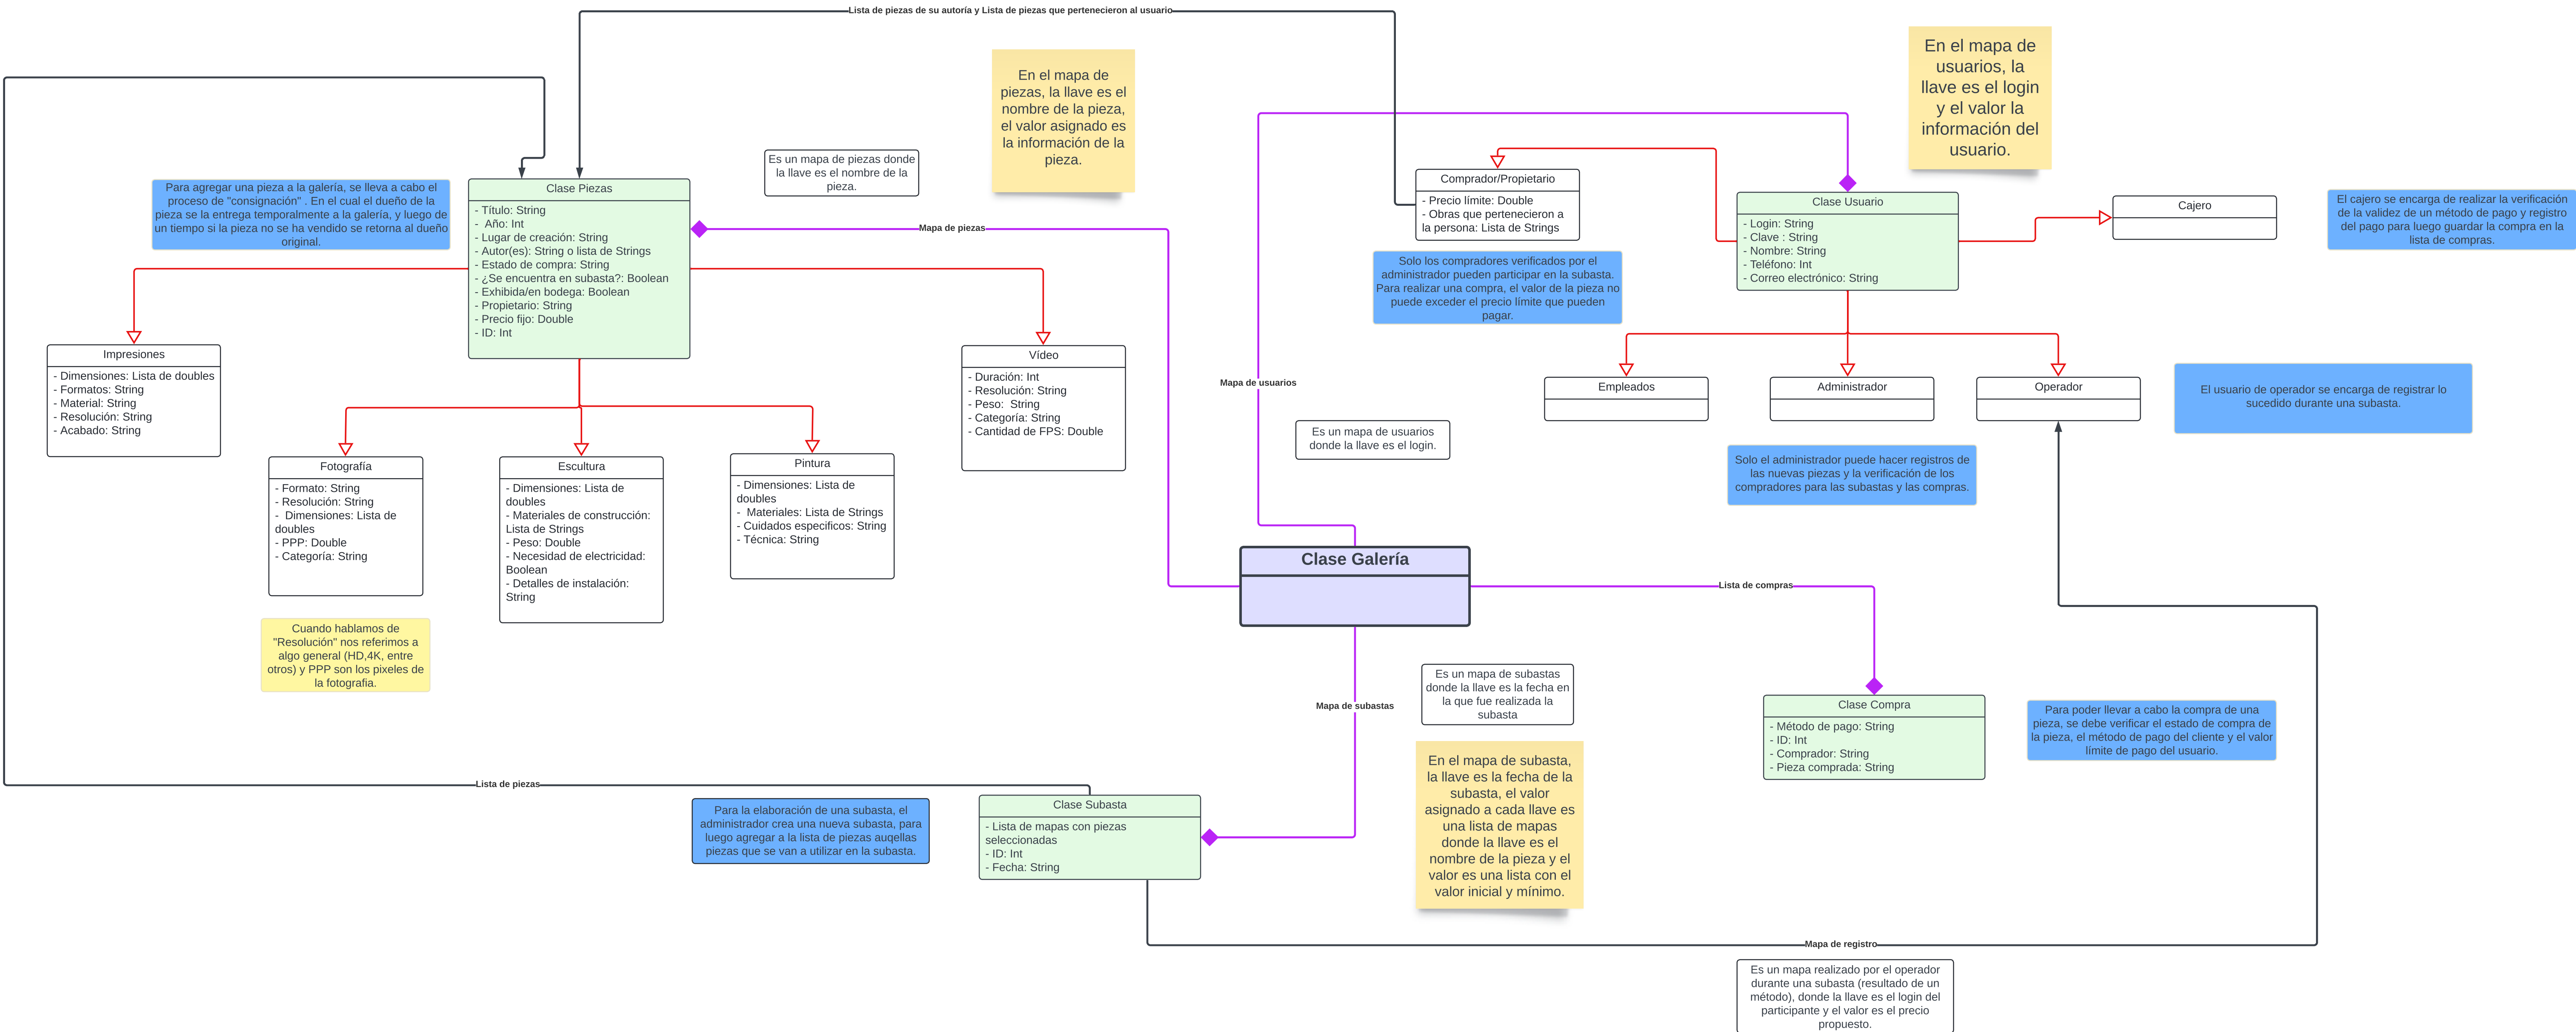 Lista de piezas de su autoría y Lista de piezas que pertenecieron al usuario
En el mapa de
piezas, la llave es el
nombre de la pieza,
el valor asignado es
la información de la
pieza.
En el mapa de
usuarios, la
llave es el login
y el valor la
información del
usuario.
Es un mapa de piezas donde
la llave es el nombre de la
pieza.
Para agregar una pieza a la galería, se lleva a cabo el
proceso de "consignación" . En el cual el dueño de la
pieza se la entrega temporalmente a la galería, y luego de
un tiempo si la pieza no se ha vendido se retorna al dueño
original.
Clase Piezas
- Título: String
-  Año: Int
- Lugar de creación: String
- Autor(es): String o lista de Strings
- Estado de compra: String
- ¿Se encuentra en subasta?: Boolean
- Exhibida/en bodega: Boolean
- Propietario: String
- Precio fijo: Double
- ID: Int
Mapa de piezas
Comprador/Propietario
- Precio límite: Double
- Obras que pertenecieron a
la persona: Lista de Strings
Solo los compradores verificados por el
administrador pueden participar en la subasta.
Para realizar una compra, el valor de la pieza no
puede exceder el precio límite que pueden
pagar.
Clase Usuario
- Login: String
- Clave : String
- Nombre: String
- Teléfono: Int
- Correo electrónico: String
Cajero
El cajero se encarga de realizar la verificación
de la validez de un método de pago y registro
del pago para luego guardar la compra en la
lista de compras.
Impresiones
- Dimensiones: Lista de doubles
- Formatos: String
- Material: String
- Resolución: String
- Acabado: String
Vídeo
- Duración: Int
- Resolución: String
- Peso:  String
- Categoría: String
- Cantidad de FPS: Double
Mapa de usuarios
Es un mapa de usuarios
donde la llave es el login.
Empleados
Administrador
Operador
El usuario de operador se encarga de registrar lo
sucedido durante una subasta.
Solo el administrador puede hacer registros de
las nuevas piezas y la verificación de los
compradores para las subastas y las compras.
Fotografía
- Formato: String
- Resolución: String
-  Dimensiones: Lista de
doubles
- PPP: Double
- Categoría: String
Escultura
- Dimensiones: Lista de
doubles
- Materiales de construcción:
Lista de Strings
- Peso: Double
- Necesidad de electricidad:
Boolean
- Detalles de instalación:
String
Pintura
- Dimensiones: Lista de
doubles
-  Materiales: Lista de Strings
- Cuidados especificos: String
- Técnica: String
Cuando hablamos de
"Resolución" nos referimos a
algo general (HD,4K, entre
otros) y PPP son los pixeles de
la fotografia.
Clase Galería
Lista de compras
Es un mapa de subastas
donde la llave es la fecha en
la que fue realizada la
subasta
Mapa de subastas
Clase Compra
- Método de pago: String
- ID: Int
- Comprador: String
- Pieza comprada: String
Para poder llevar a cabo la compra de una
pieza, se debe verificar el estado de compra de
la pieza, el método de pago del cliente y el valor
límite de pago del usuario.
En el mapa de subasta,
la llave es la fecha de la
subasta, el valor
asignado a cada llave es
una lista de mapas
donde la llave es el
nombre de la pieza y el
valor es una lista con el
valor inicial y mínimo.
Lista de piezas
Para la elaboración de una subasta, el
administrador crea una nueva subasta, para
luego agregar a la lista de piezas auqellas
piezas que se van a utilizar en la subasta.
Clase Subasta
- Lista de mapas con piezas
seleccionadas
- ID: Int
- Fecha: String
Mapa de registro
Es un mapa realizado por el operador
durante una subasta (resultado de un
método), donde la llave es el login del
participante y el valor es el precio
propuesto.